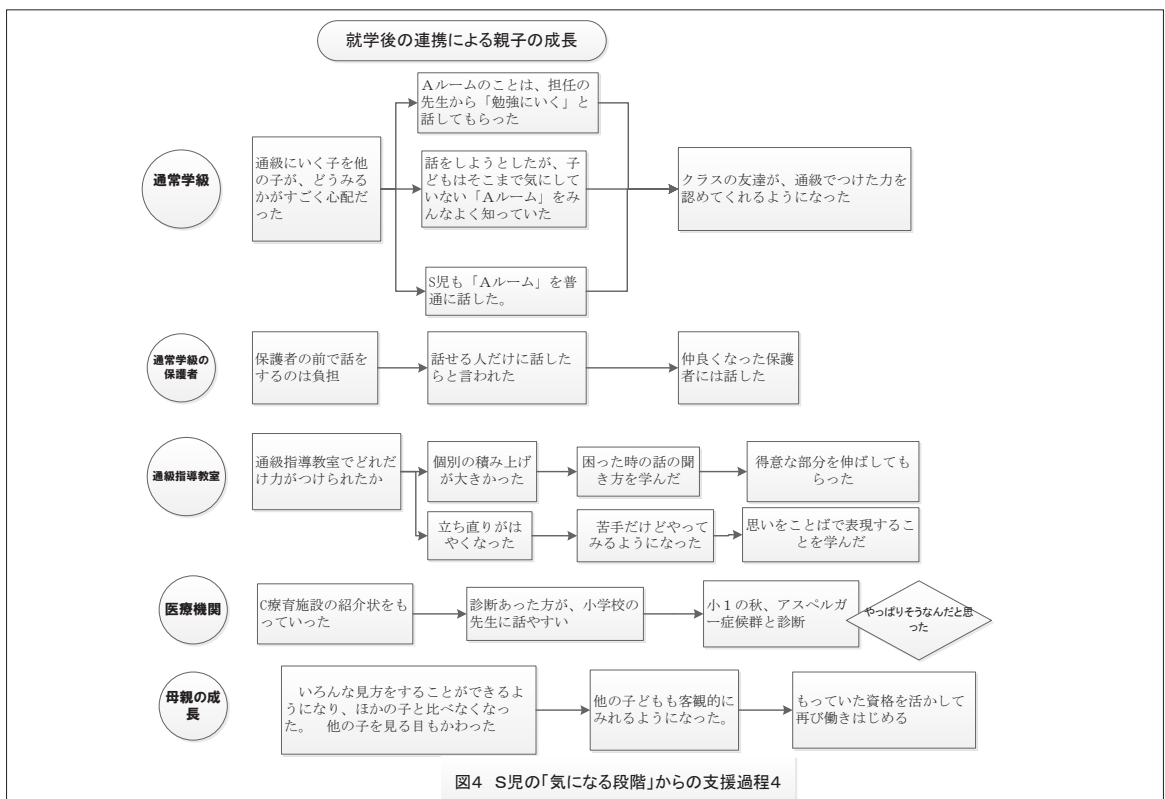 就学後の連携による親子の成長
通常学級
通級にいく子を他
の子が、どうみる
かがすごく心配だ
った
Aルームのことは、担任の
先生から「勉強にいく」と
話してもらった
話をしようとしたが、子
どもはそこまで気にして
いない「Aルーム」をみ
んなよく知っていた
S児も「Aルーム」を普
通に話した。
クラスの友達が、通級でつけた力を
認めてくれるようになった
通常学級の
保護者
保護者の前で話を
するのは負担
話せる人だけに話した
らと言われた
仲良くなった保護
者には話した
通級指導教室
通級指導教室でどれだ
け力がつけられたか
個別の積み上げ
が大きかった
困った時の話の聞
き方を学んだ
得意な部分を伸ばしても
らった
立ち直りがは
やくなった
苦手だけどやって
みるようになった
思いをことばで表現するこ
とを学んだ
医療機関
C療育施設の紹介状をも
っていった
診断あった方が、小学校の
先生に話やすい
小1の秋、アスペルガ
ー症候群と診断
やっぱりそうなんだと思
った
母親の成
長
いろんな見方をすることができるよ
うになり、ほかの子と比べなくなっ
た。 他の子を見る目もかわった
他の子どもも客観的に
みれるようになった。
もっていた資格を活かして
再び働きはじめる
図4 S児の「気になる段階」からの支援過程4